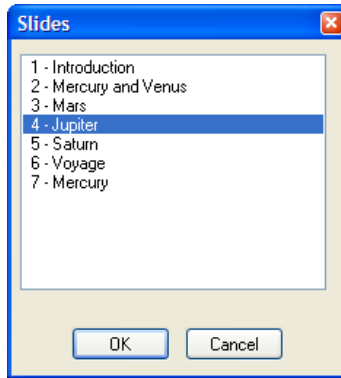 Slides
1 - Introduction
2 - Mercury and Venus
3 - Mars
4 - Jupiter
5 - Saturn
6 - Voyage
7 - Mercury
OK
Cancel